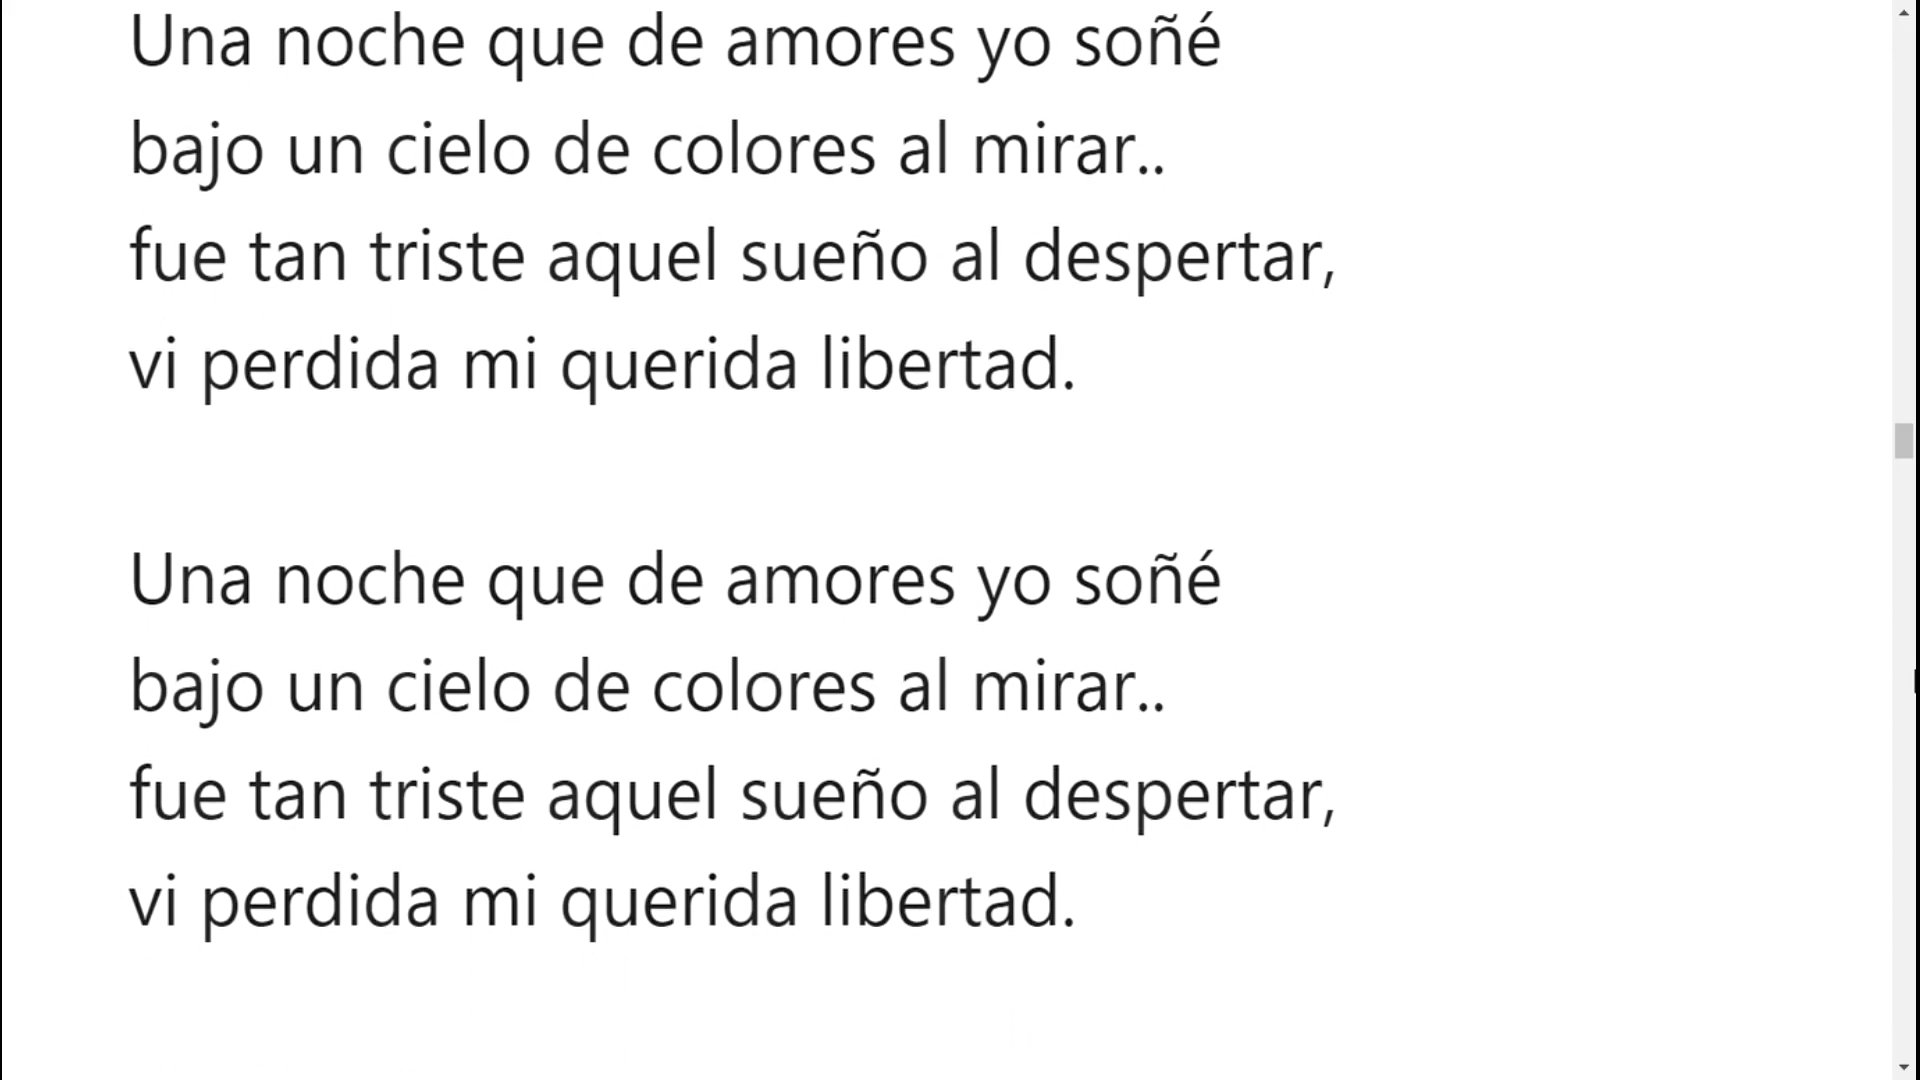 Una noche que de amores yo soñé
bajo un cielo de colores al mirar..
fue tan triste aquel sueño al despertar,
vi perdida mi querida libertad.
Una noche que de amores yo soñé
bajo un cielo de colores al mirar..
fue tan triste aquel sueño al despertar,
vi perdida mi querida libertad.